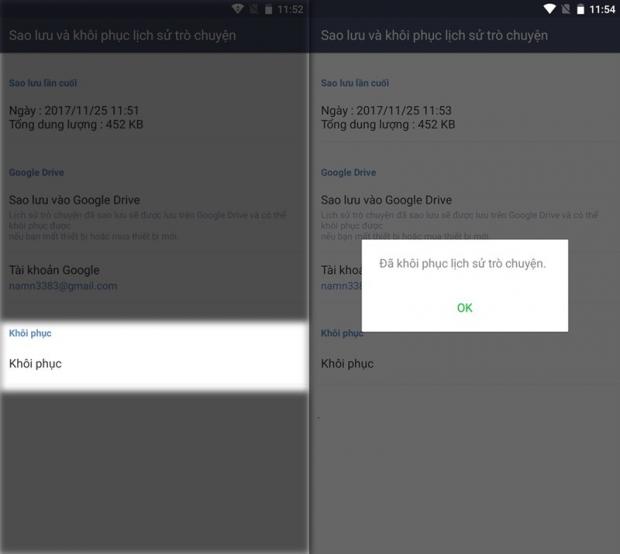 11:52
Sao lưu và khôi phục lịch sử trò chuyện
Sao lưu lần cuối
Ngày : 2017/11/25 11:51
Tổng dung lượng : 452 KB
Google Drive
Sao lưu vào Google Drive
Lịch sử trò chuyện đã sao lưu sẽ được lưu trên Google Drive và có thể
khôi phục được
nếu bạn mất thiết bị hoặc mua thiết bị mới.
Tài khoản Google
namn3383@gmail.com
Khôi phục
Khôi phục
11:54
Sao lưu và khôi phục lịch sử trò chuyện
Sao lưu lần cuối
Ngày : 2017/11/25 11:53
Tổng dung lượng : 452 KB
Google Drive
Sao lưu vào Google Drive
Lịch sử trò chuyện đã sao lưu sẽ được lưu trên Google Drive và có thể
khôi phục được
nếu bạn mất thiết bị hoặc mua thiết bị mới.
Tài khoả
namn338
Đã khôi phục lịch sử trò chuyện.
OK
Khôi phục
Khôi phục